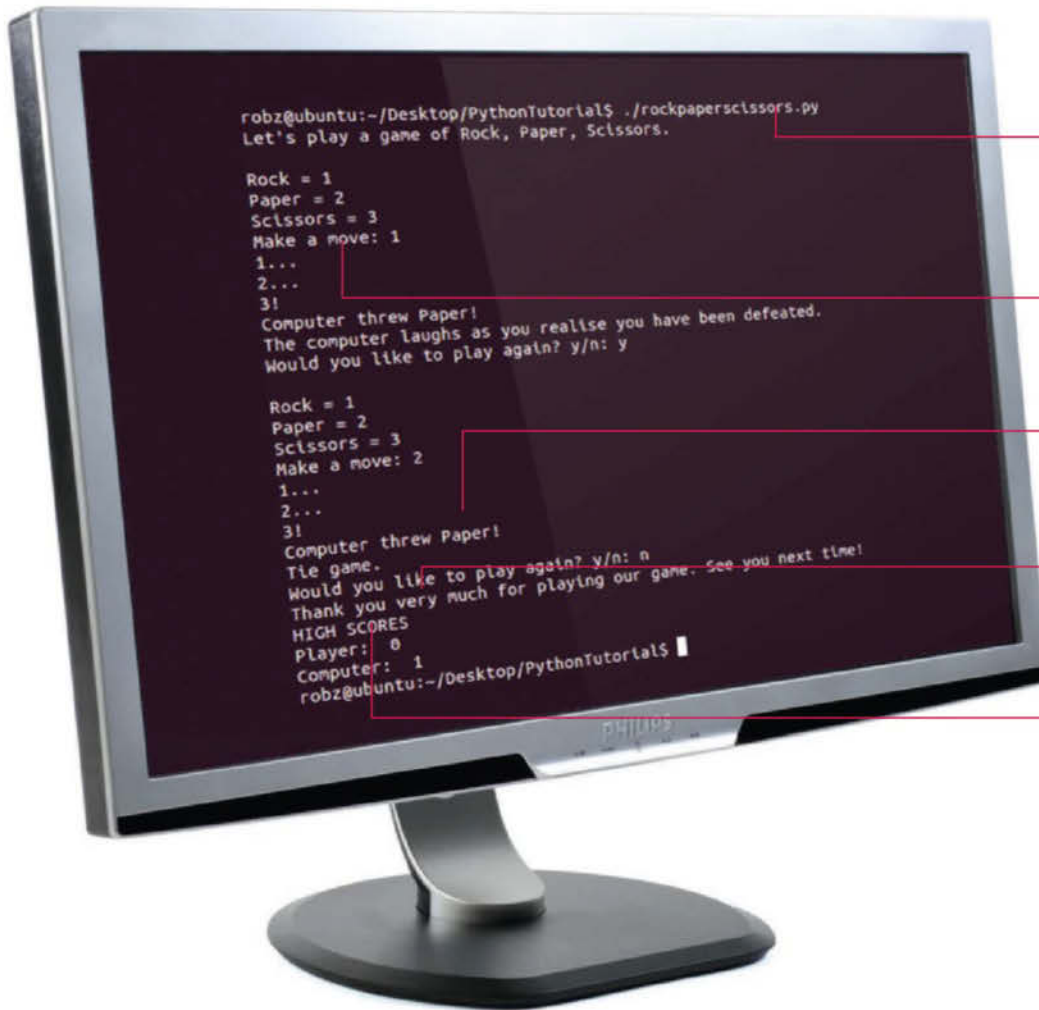 robz@ubuntu:~/Desktop/PythonTutorial$ ./rockpaperscissors.py
Let's play a game of Rock, Paper, Scissors.
Rock = 1
Paper = 2
Scissors = 3
Make a move: 1
1...
2...
3!
Computer threw Paper!
The computer laughs as you realise you have been defeated.
Would you like to play again? y/n: y
Rock = 1
Paper = 2
Scissors = 3
Make a move: 2
1...
2...
3!
Computer threw Paper!
Tie game.
Would you like to play again? y/n: n
Thank you very much for playing our game. See you next time!
HIGH SCORES
Player:  0
Computer:  1
robz@ubuntu:~/Desktop/PythonTutorial$
PHILIPS